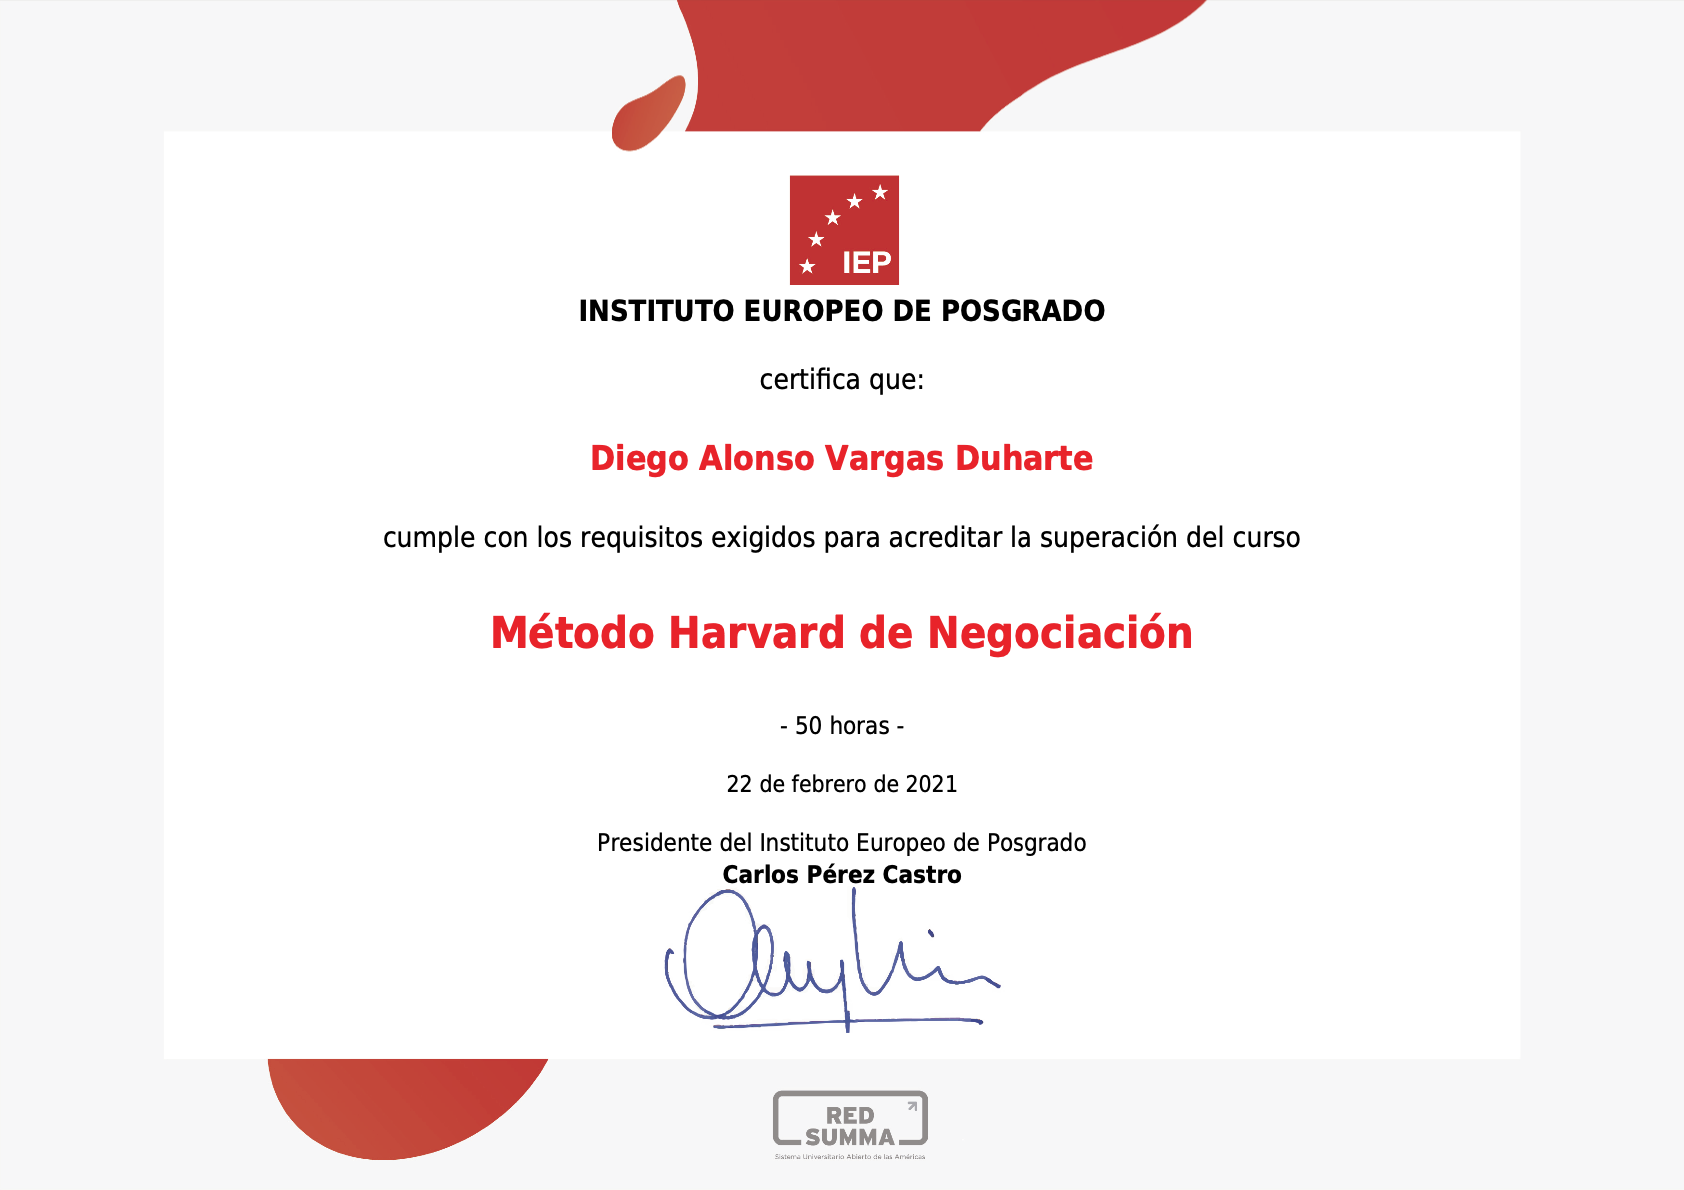 IEP
INSTITUTO EUROPEO DE POSGRADO
certifica que:
Diego Alonso Vargas Duharte
cumple con los requisitos exigidos para acreditar la superación del curso
Método Harvard de Negociación
- 50 horas -
22 de febrero de 2021
Presidente del Instituto Europeo de Posgrado
Carlos Pérez Castro
RED
SUMMA
Sistema Universitario Abierto de las Américas